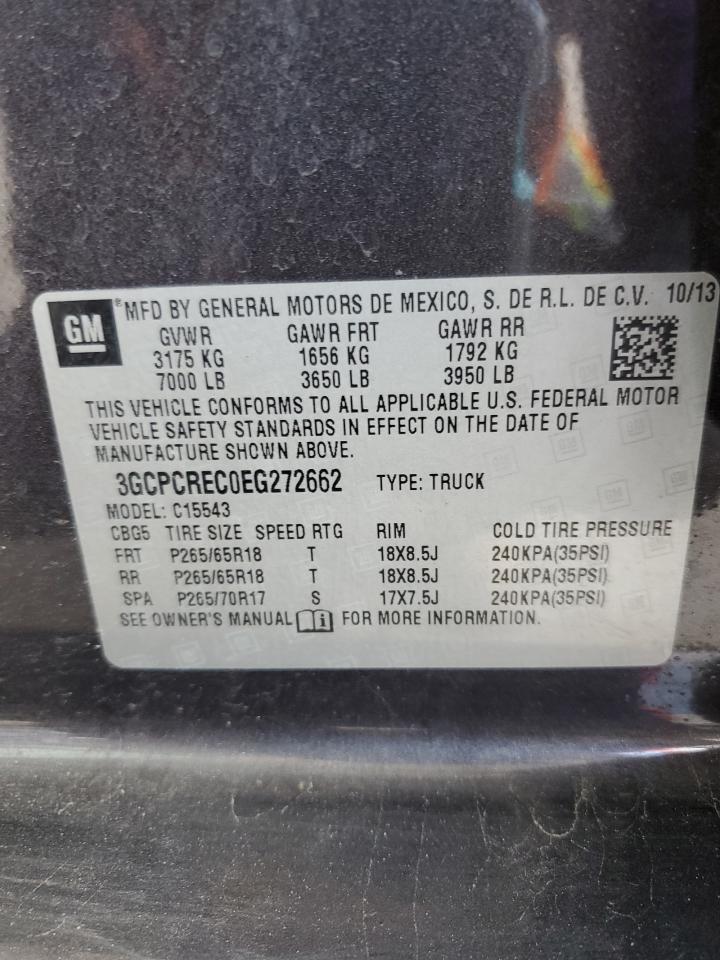 GM
® MFD BY GENERAL MOTORS DE MEXICO, S. DE R.L. DE C.V. 10/13
GVWR GAWR FRT GAWR RR
3175 KG 1656 KG 1792 KG
7000 LB 3650 LB 3950 LB
THIS VEHICLE CONFORMS TO ALL APPLICABLE U.S. FEDERAL MOTOR
VEHICLE SAFETY STANDARDS IN EFFECT ON THE DATE OF
MANUFACTURE SHOWN ABOVE.
3GCPCREC0EG272662 TYPE: TRUCK
MODEL: C15543
CBG5 TIRE SIZE SPEED RTG RIM COLD TIRE PRESSURE
FRT P265/65R18 T 18X8.5J 240KPA(35PSI)
RR P265/65R18 T 18X8.5J 240KPA(35PSI)
SPA P265/70R17 S 17X7.5J 240KPA(35PSI)
SEE OWNER'S MANUAL FOR MORE INFORMATION.